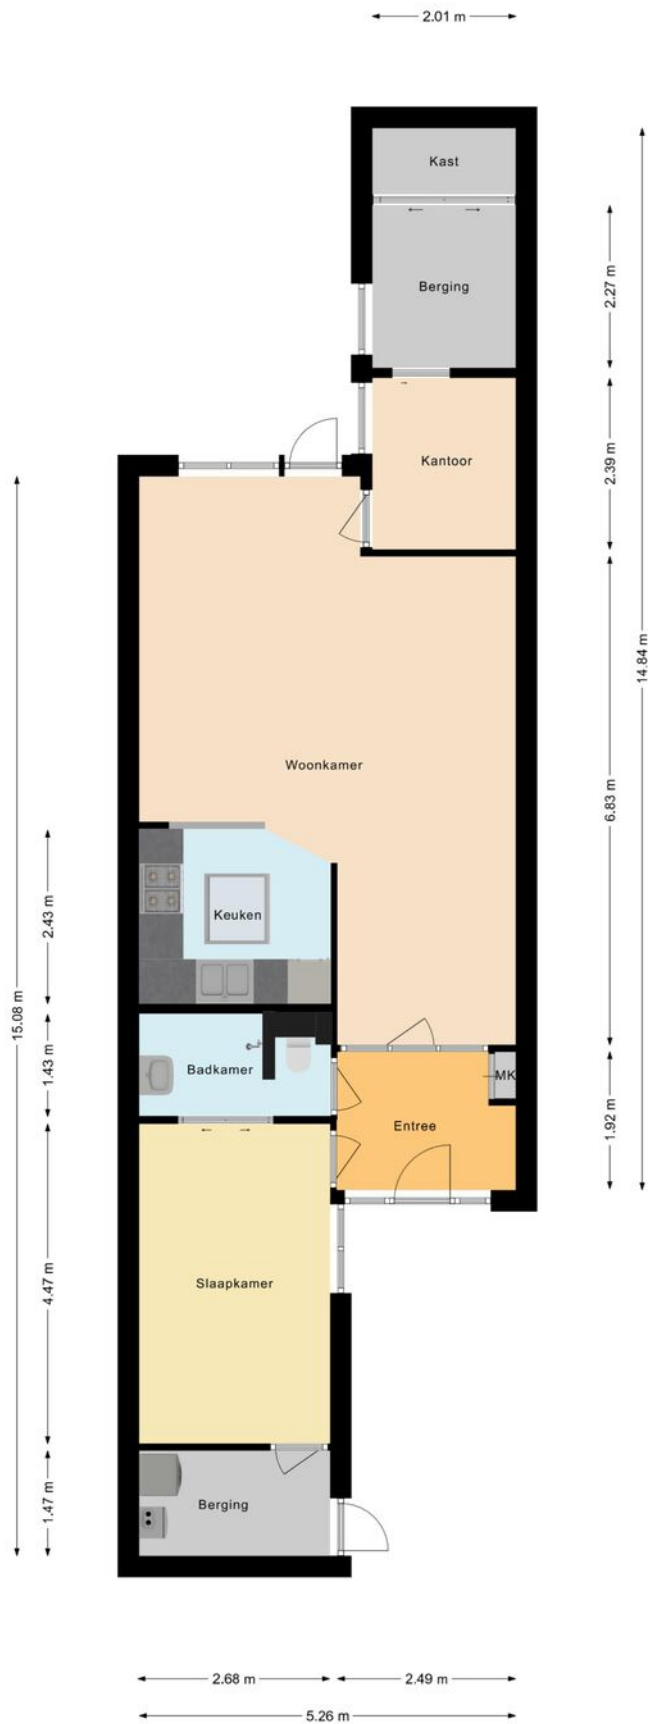 2.01 m
Kast
Berging
2.27 m
Kantoor
2.39 m
14.84 m
Woonkamer
6.83 m
Keuken
2.43 m
15.08 m
Badkamer
1.43 m
MK
Entree
1.92 m
Slaapkamer
4.47 m
Berging
1.47 m
2.68 m
2.49 m
5.26 m